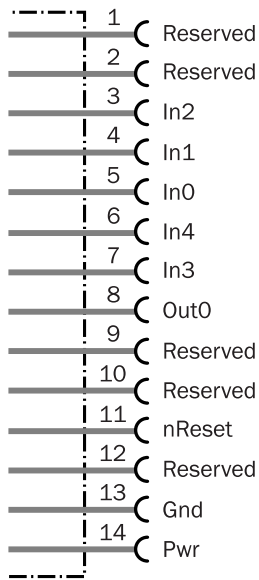 1 Reserved
2 Reserved
3 In2
4 In1
5 In0
6 In4
7 In3
8 Out0
9 Reserved
10 Reserved
11 nReset
12 Reserved
13 Gnd
14 Pwr